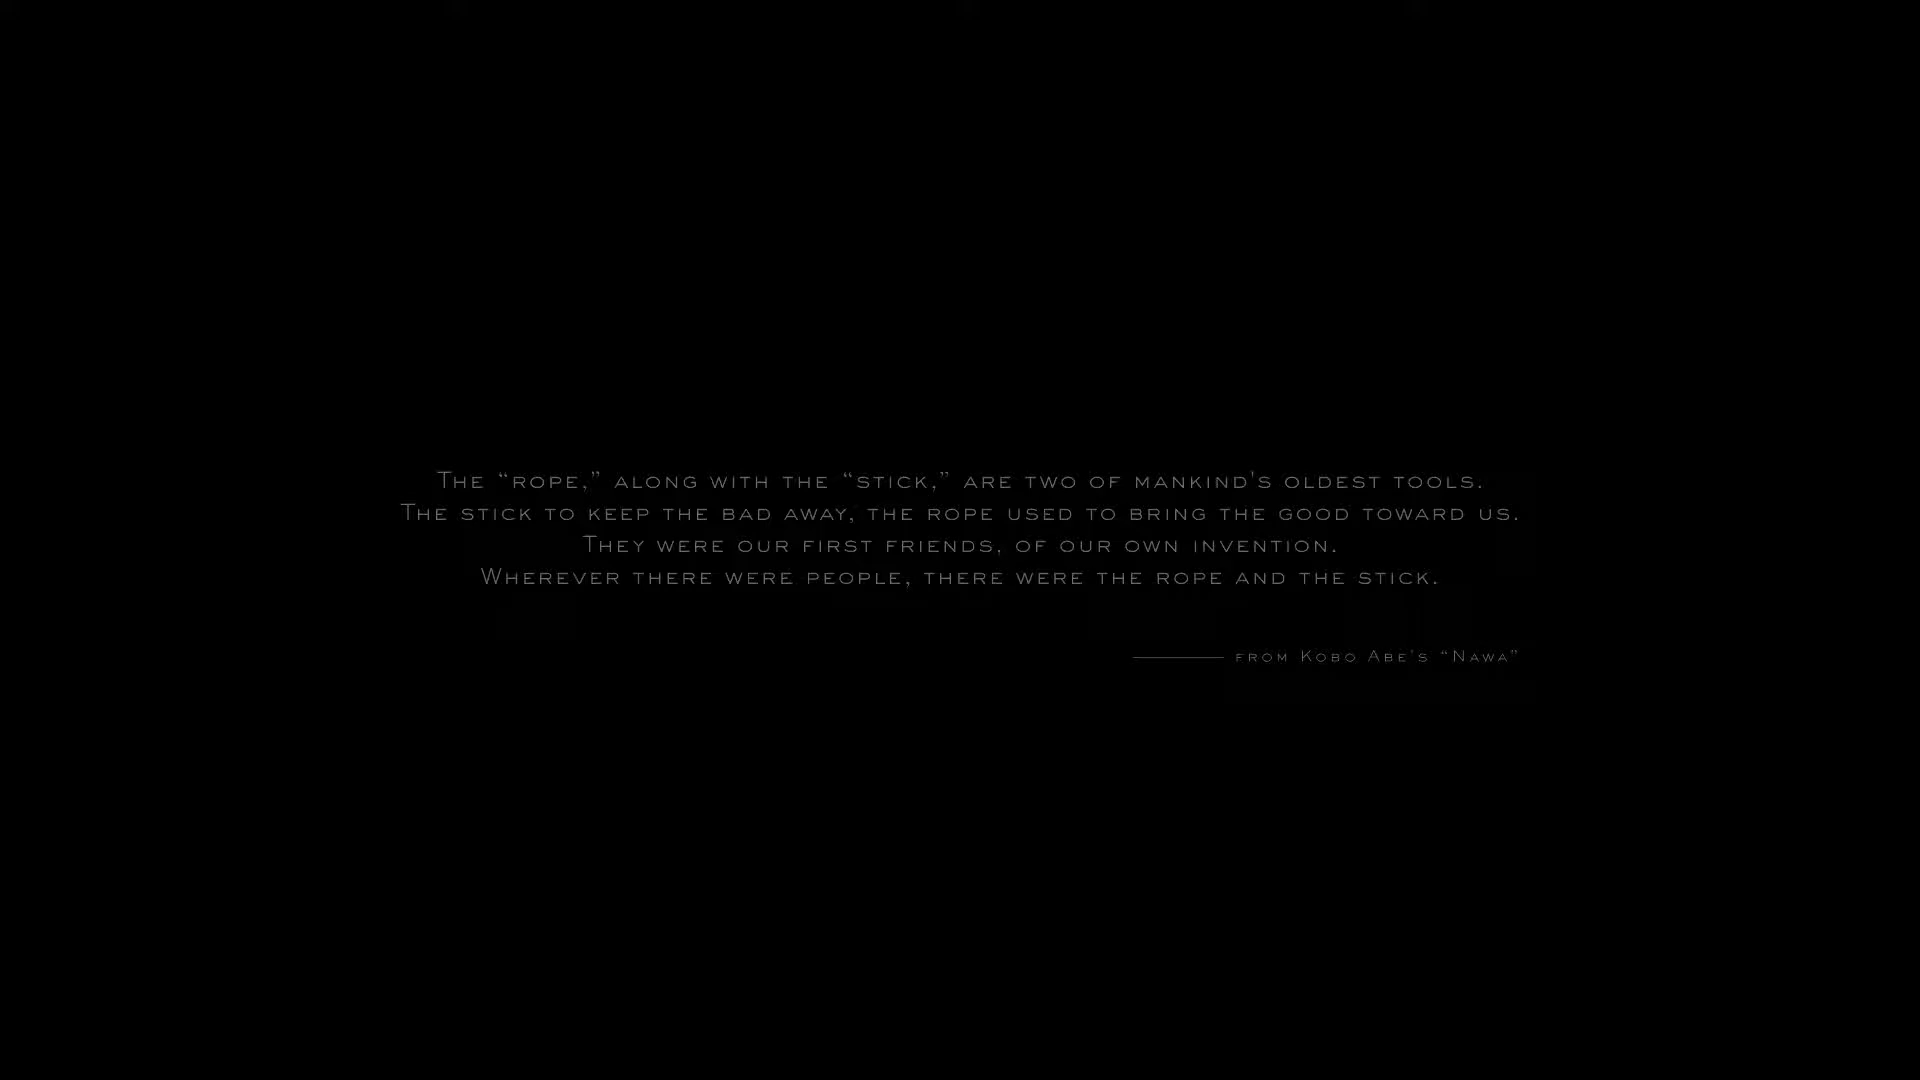 The “rope,” along with the “stick,” are two of mankind's oldest tools.
The stick to keep the bad away, the rope used to bring the good toward us.
They were our first friends, of our own invention.
Wherever there were people, there were the rope and the stick.
from Kobo Abe's “Nawa”